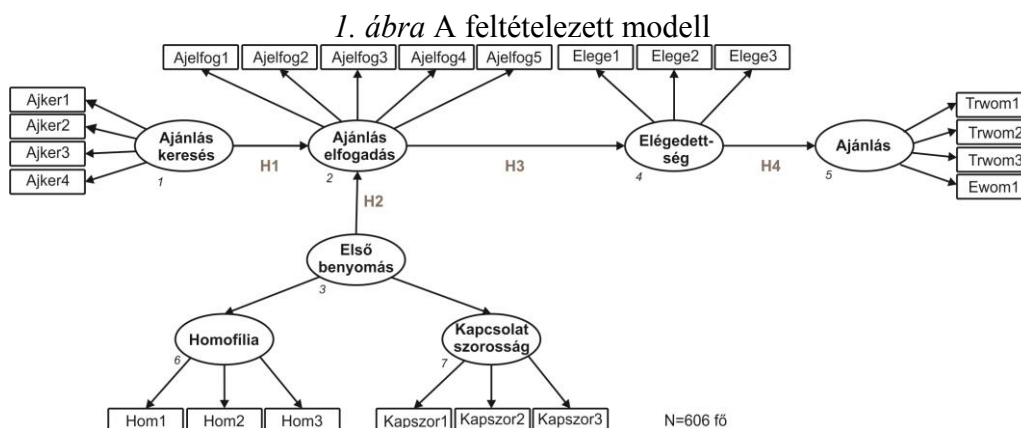 1. ábra A feltételezett modell
Ajelfog1 Ajelfog2 Ajelfog3 Ajelfog4 Ajelfog5 Elege1 Elege2 Elege3
Ajker1
Ajker2
Ajker3
Ajker4
Ajánlás
keresés
1
H1
Ajánlás
elfogadás
2
H3
Elégedett-
ség
4
H4
Ajánlás
5
Trwom1
Trwom2
Trwom3
Ewom1
H2
Első
benyomás
3
Homofília
6
Kapcsolat
szorosság
7
Hom1 Hom2 Hom3 Kapszor1 Kapszor2 Kapszor3 N=606 fő